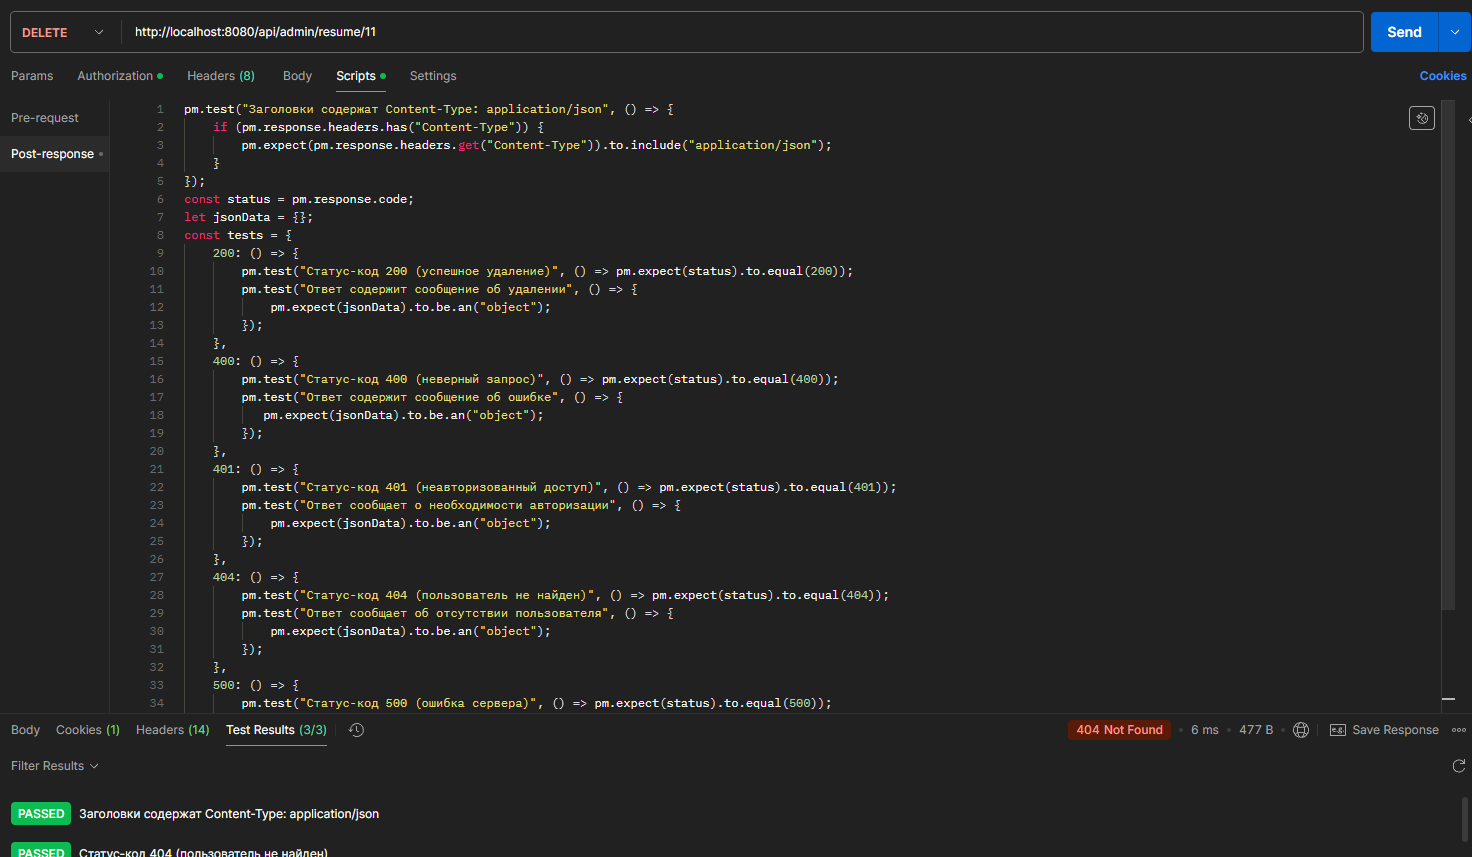 DELETE http://localhost:8080/api/admin/resume/11 Send
Params Authorization Headers (8) Body Scripts Settings Cookies
Pre-request
Post-response
1 pm.test("Заголовки содержат Content-Type: application/json", () => {
2 if (pm.response.headers.has("Content-Type")) {
3 pm.expect(pm.response.headers.get("Content-Type")).to.include("application/json");
4 }
5 });
6 const status = pm.response.code;
7 let jsonData = {};
8 const tests = {
9 200: () => {
10 pm.test("Статус-код 200 (успешное удаление)", () => pm.expect(status).to.equal(200));
11 pm.test("Ответ содержит сообщение об удалении", () => {
12 pm.expect(jsonData).to.be.an("object");
13 });
14 },
15 400: () => {
16 pm.test("Статус-код 400 (неверный запрос)", () => pm.expect(status).to.equal(400));
17 pm.test("Ответ содержит сообщение об ошибке", () => {
18 pm.expect(jsonData).to.be.an("object");
19 });
20 },
21 401: () => {
22 pm.test("Статус-код 401 (неавторизованный доступ)", () => pm.expect(status).to.equal(401));
23 pm.test("Ответ сообщает о необходимости авторизации", () => {
24 pm.expect(jsonData).to.be.an("object");
25 });
26 },
27 404: () => {
28 pm.test("Статус-код 404 (пользователь не найден)", () => pm.expect(status).to.equal(404));
29 pm.test("Ответ сообщает об отсутствии пользователя", () => {
30 pm.expect(jsonData).to.be.an("object");
31 });
32 },
33 500: () => {
34 pm.test("Статус-код 500 (ошибка сервера)", () => pm.expect(status).to.equal(500));
Body Cookies (1) Headers (14) Test Results (3/3) 404 Not Found 6 ms 477 B e.g. Save Response
Filter Results
PASSED Заголовки содержат Content-Type: application/json
PASSED Статус-код 404 (пользователь не найден)